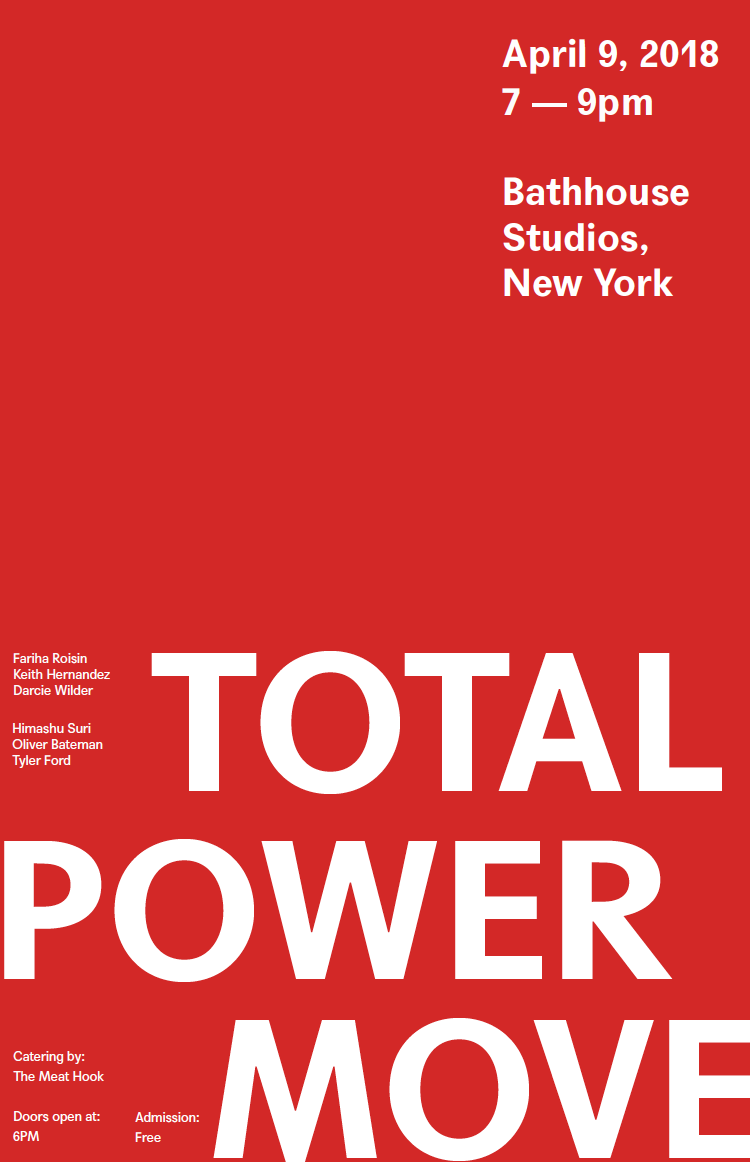 April 9, 2018
7 — 9pm
Bathhouse
Studios,
New York
Fariha Roisin
Keith Hernandez
Darcie Wilder
Himashu Suri
Oliver Bateman
Tyler Ford
TOTAL
POWER
MOVE
Catering by:
The Meat Hook
Doors open at:
6PM
Admission:
Free